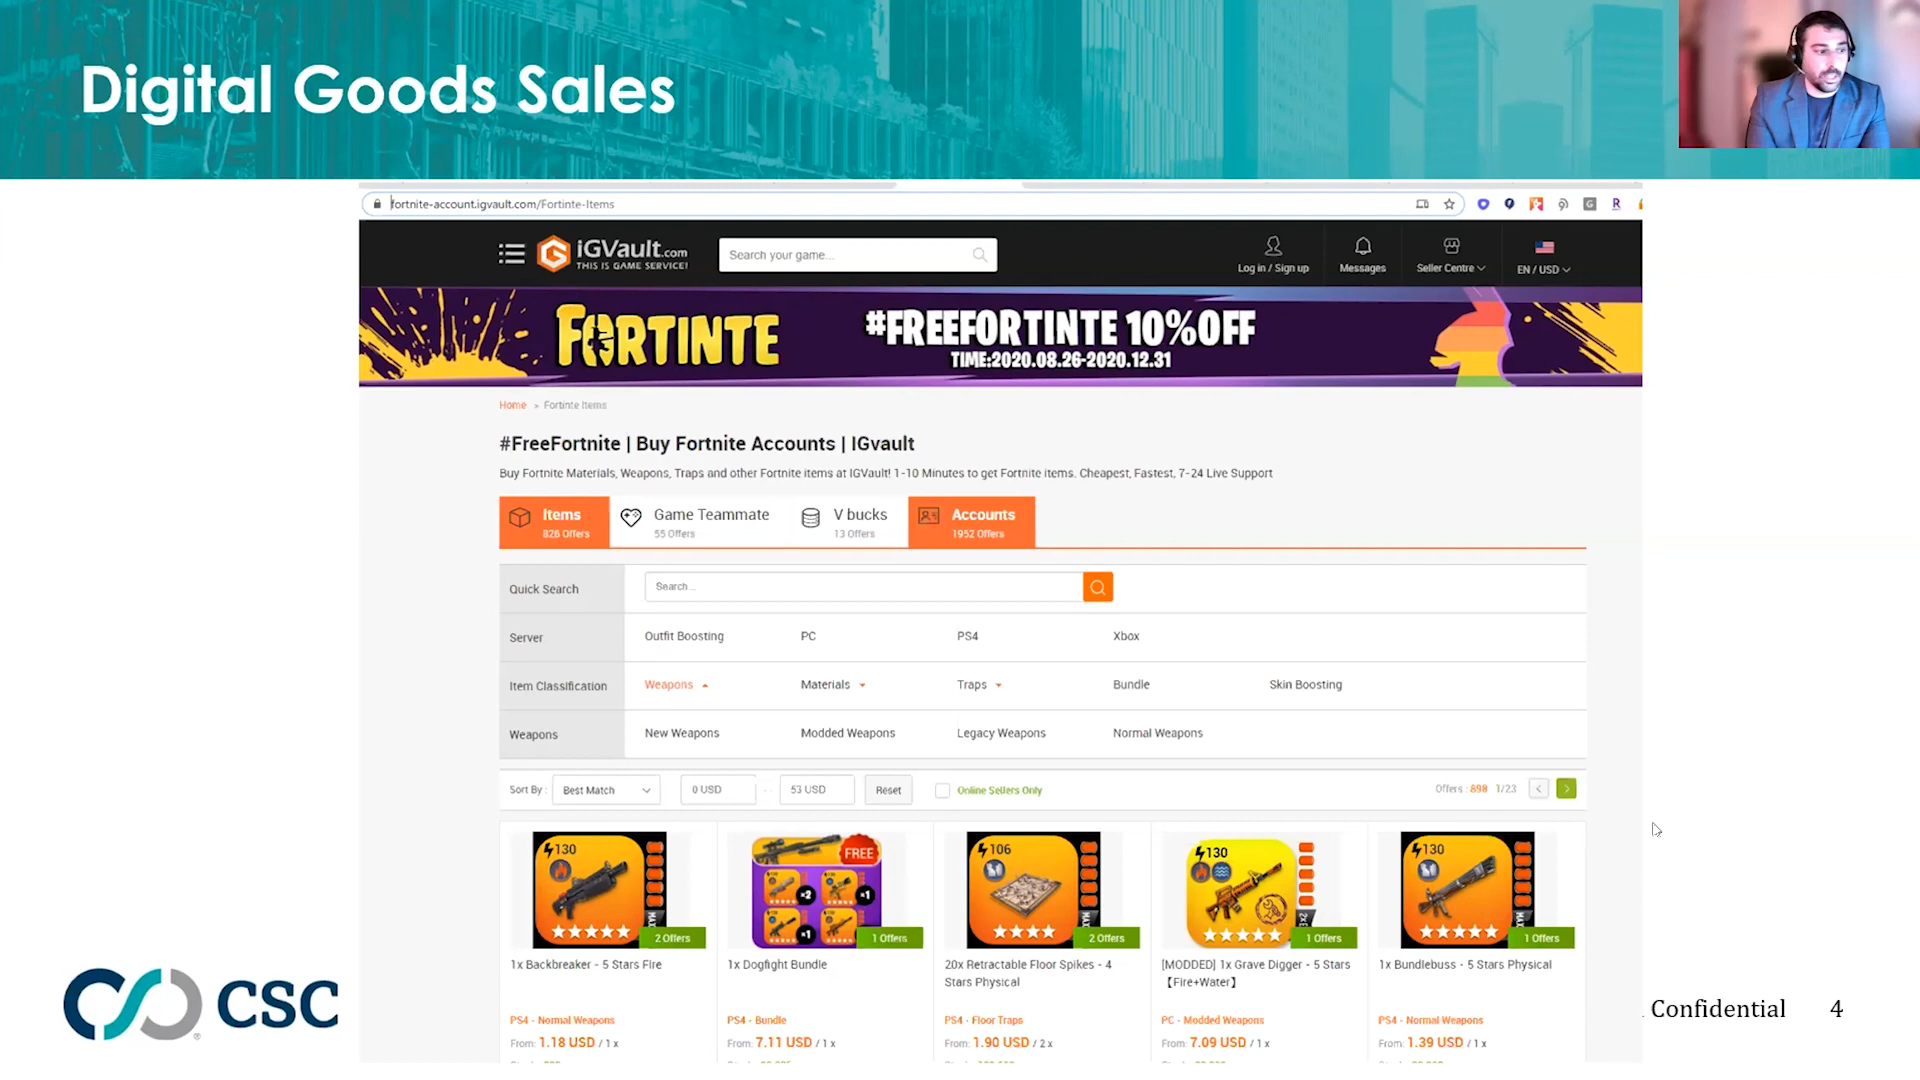 Digital Goods Sales
fortnite-account.igvault.com/Fortinte-Items
iGVault.com
THIS IS GAME SERVICE!
Search your game...
Log in / Sign up
Messages
Seller Centre
EN / USD
FORTINTE
#FREEFORTINTE 10%OFF
TIME:2020.08.26-2020.12.31
Home » Fortinte Items
#FreeFortnite | Buy Fortnite Accounts | IGvault
Buy Fortnite Materials, Weapons, Traps and other Fortnite items at IGVault! 1-10 Minutes to get Fortnite items. Cheapest, Fastest, 7-24 Live Support
Items
826 Offers
Game Teammate
55 Offers
V bucks
13 Offers
Accounts
1952 Offers
Quick Search
Search...
Server
Outfit Boosting
PC
PS4
Xbox
Item Classification
Weapons
Materials
Traps
Bundle
Skin Boosting
Weapons
New Weapons
Modded Weapons
Legacy Weapons
Normal Weapons
Sort By :
Best Match
0 USD
53 USD
Reset
Online Sellers Only
Offers : 898 1/23
130
2 Offers
1x Backbreaker - 5 Stars Fire
PS4 - Normal Weapons
From: 1.18 USD / 1 x
FREE
x2
x1
x1
1 Offers
1x Dogfight Bundle
PS4 - Bundle
From: 7.11 USD / 1 x
106
2 Offers
20x Retractable Floor Spikes - 4
Stars Physical
PS4 - Floor Traps
From: 1.90 USD / 2 x
130
1 Offers
[MODDED] 1x Grave Digger - 5 Stars
【Fire+Water】
PC - Modded Weapons
From: 7.09 USD / 1 x
130
1 Offers
1x Bundlebuss - 5 Stars Physical
PS4 - Normal Weapons
From: 1.39 USD / 1 x
CSC
Confidential
4